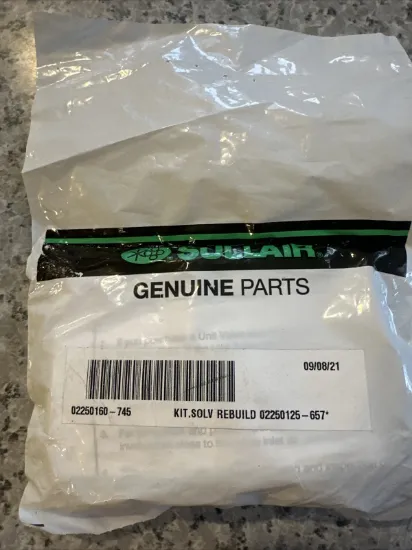 SULLAIR
GENUINE PARTS
09/08/21
02250160-745 KIT,SOLV REBUILD 02250125-657*